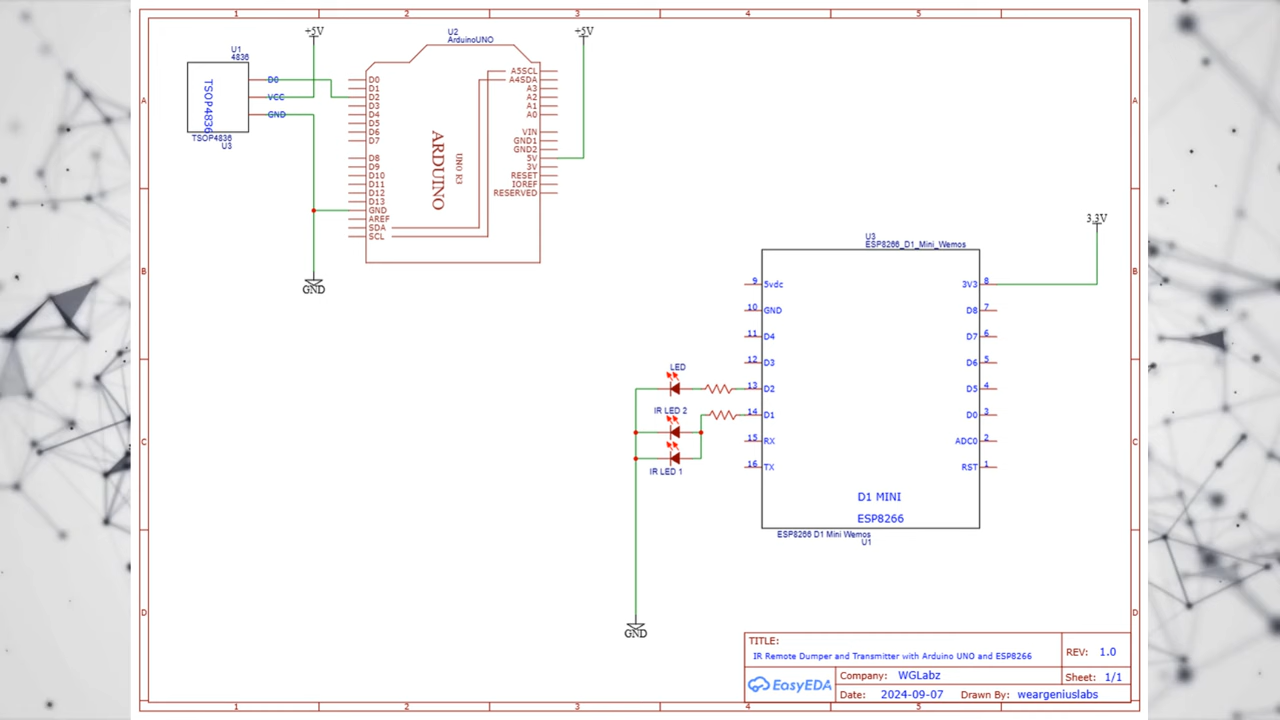 1 2 3 4 5
A
B
C
D
A
B
C
D
+5V
U2
ArduinoUNO
+5V
U1
4836
TSOP4836
D0
VCC
GND
TSOP4836
U3
GND
D0
D1
D2
D3
D4
D5
D6
D7
D8
D9
D10
D11
D12
D13
GND
AREF
SDA
SCL
ARDUINO
UNO R3
A5SCL
A4SDA
A3
A2
A1
A0
VIN
GND1
GND2
5V
3V
RESET
IOREF
RESERVED
3.3V
U3
ESP8266_D1_Mini_Wemos
9 5vdc
10 GND
11 D4
12 D3
13 D2
14 D1
15 RX
16 TX
3V3 8
D8 7
D7 6
D6 5
D5 4
D0 3
ADC0 2
RST 1
D1 MINI
ESP8266
ESP8266 D1 Mini Wemos
U1
LED
IR LED 2
IR LED 1
GND
TITLE:
IR Remote Dumper and Transmitter with Arduino UNO and ESP8266
REV: 1.0
EasyEDA
Company: WGLabz
Sheet: 1/1
Date: 2024-09-07 Drawn By: weargeniuslabs
1 2 3 4 5